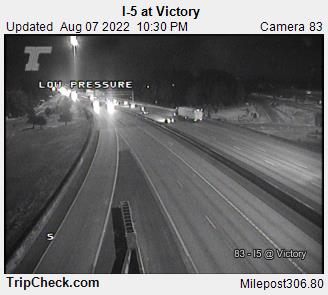 I-5 at Victory
Updated Aug 07 2022 10:30 PM Camera 83
T
LOW PRESSURE
S
83 - I5 @ Victory
TripCheck.com Milepost306.80